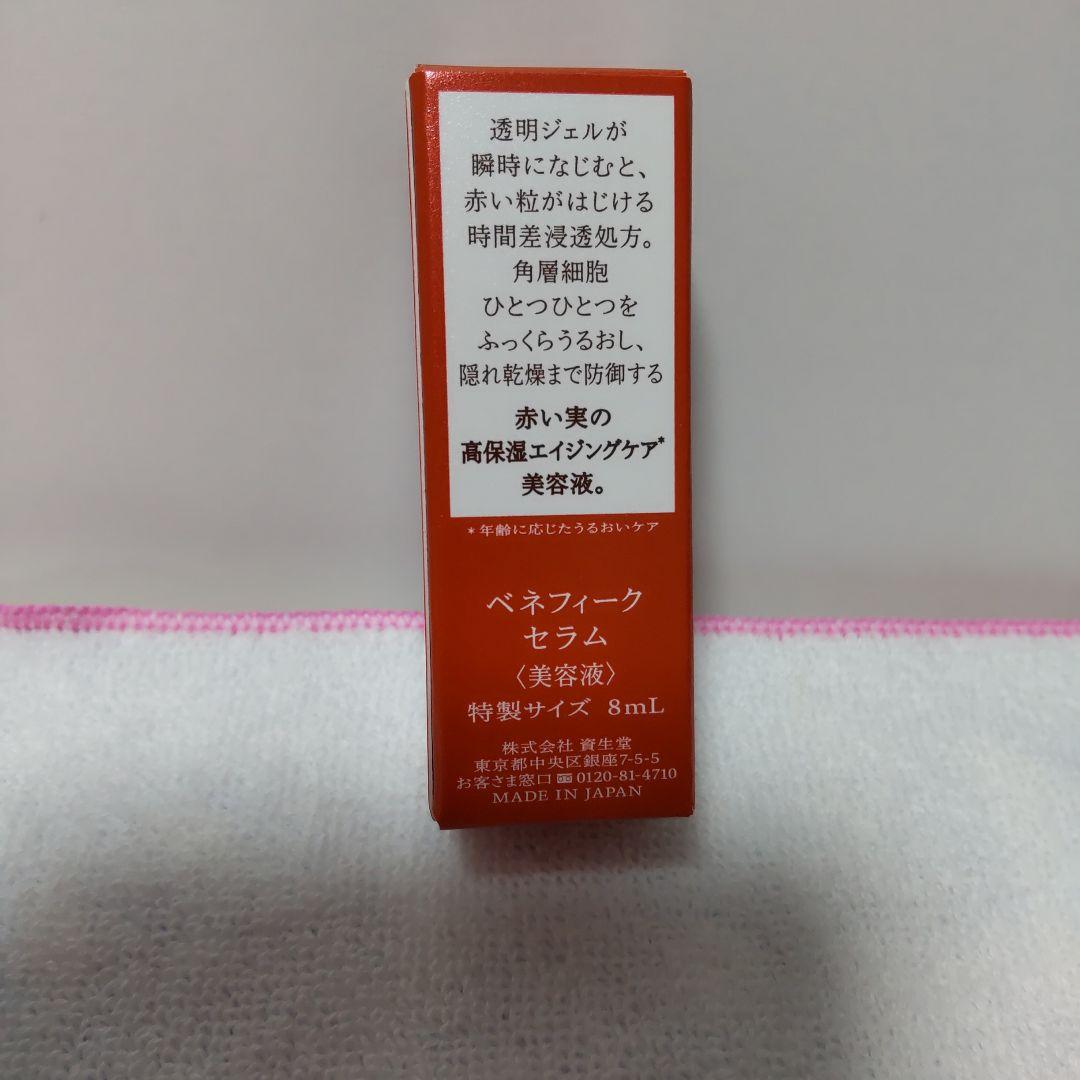 透明ジェルが
瞬時になじむと、
赤い粒がはじける
時間差浸透処方。
角層細胞
ひとつひとつを
ふっくらうるおし、
隠れ乾燥まで防御する
赤い実の
高保湿エイジングケア*
美容液。
*年齢に応じたうるおいケア
ベネフィーク
セラム
〈美容液〉
特製サイズ 8mL
株式会社 資生堂
東京都中央区銀座7-5-5
お客さま窓口 0120-81-4710
MADE IN JAPAN